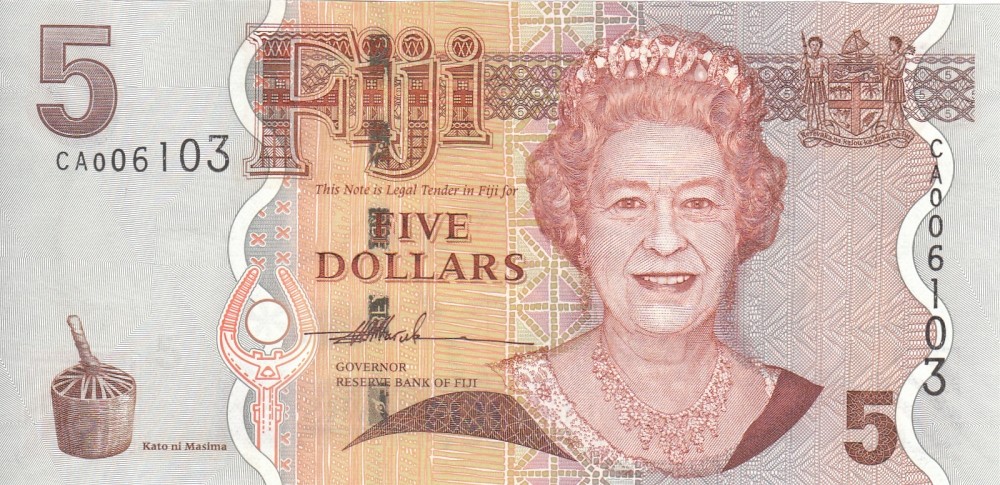 5
Fiji
CA006103
This Note is Legal Tender in Fiji for
FIVE
DOLLARS
GOVERNOR
RESERVE BANK OF FIJI
Kato ni Masima
CA006103
5